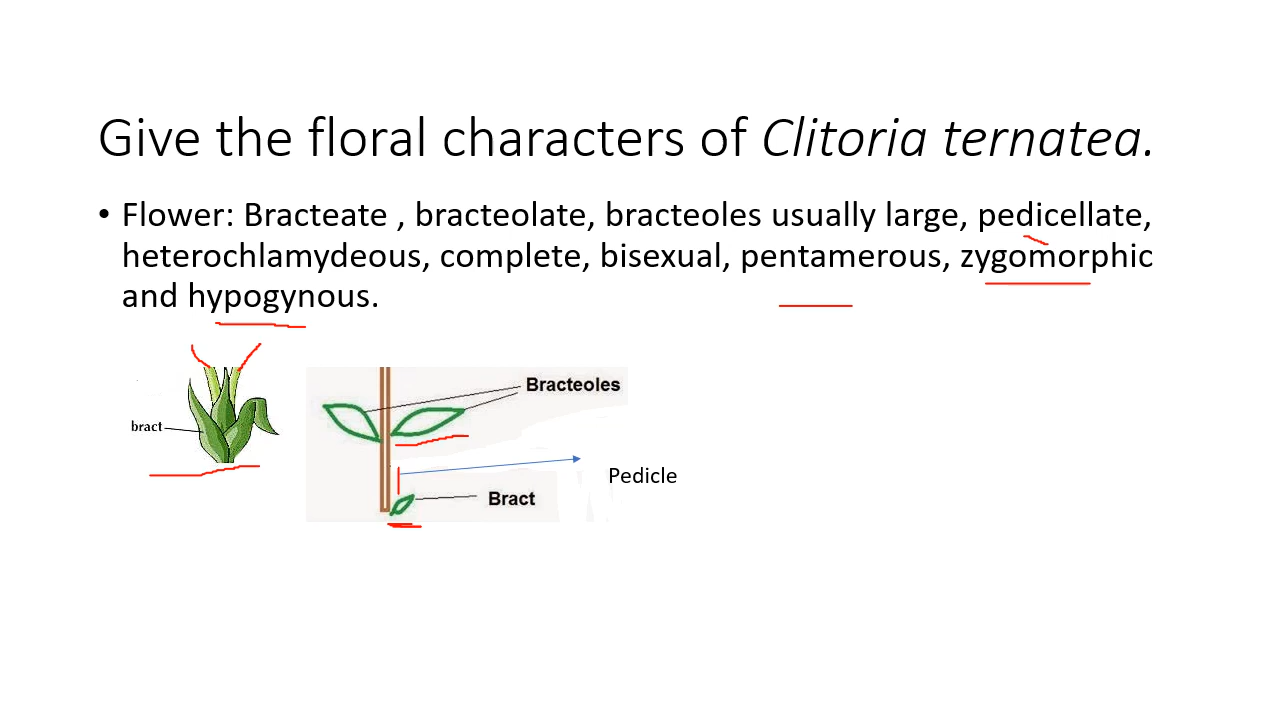 Give the floral characters of Clitoria ternatea.
• Flower: Bracteate , bracteolate, bracteoles usually large, pedicellate,
heterochlamydeous, complete, bisexual, pentamerous, zygomorphic
and hypogynous.
bract
Bracteoles
Pedicle
Bract